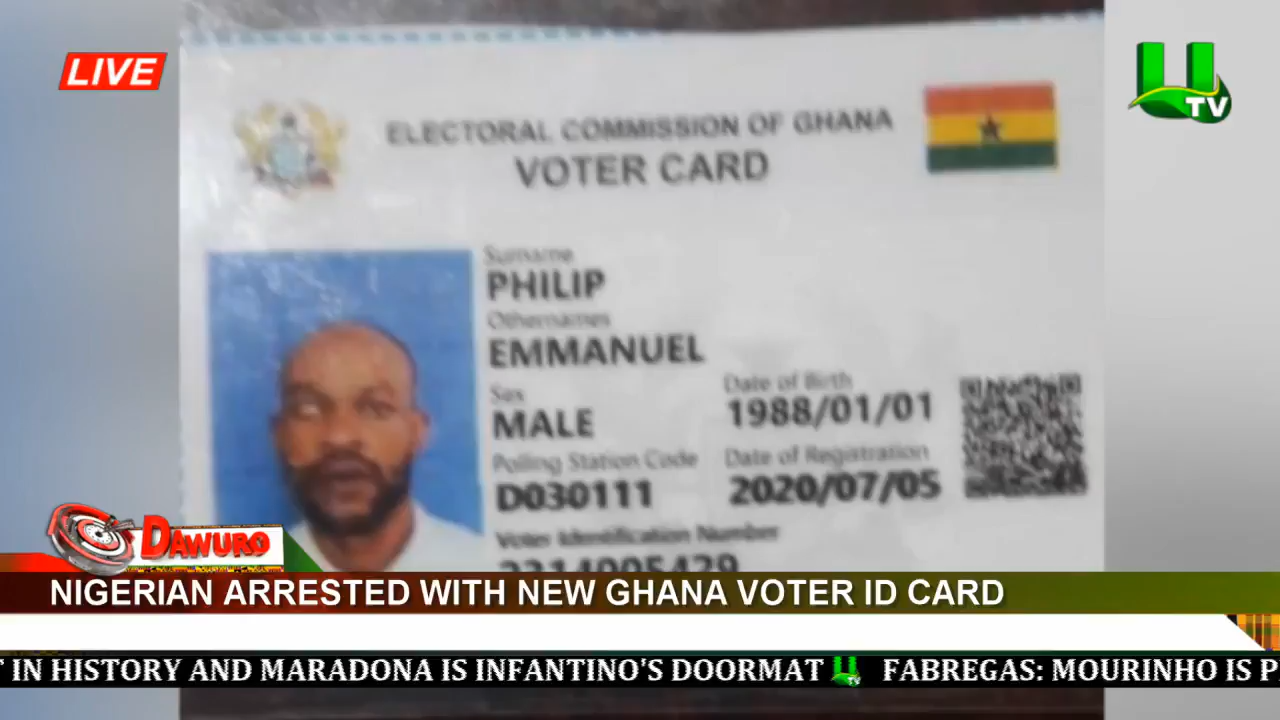 LIVE
U
TV
ELECTORAL COMMISSION OF GHANA
VOTER CARD
Surname
PHILIP
Othernames
EMMANUEL
Sex
MALE
Date of Birth
1988/01/01
Polling Station Code
D030111
Date of Registration
2020/07/05
Voter Identification Number
DAWURO
NIGERIAN ARRESTED WITH NEW GHANA VOTER ID CARD
IN HISTORY AND MARADONA IS INFANTINO'S DOORMAT U TV FABREGAS: MOURINHO IS